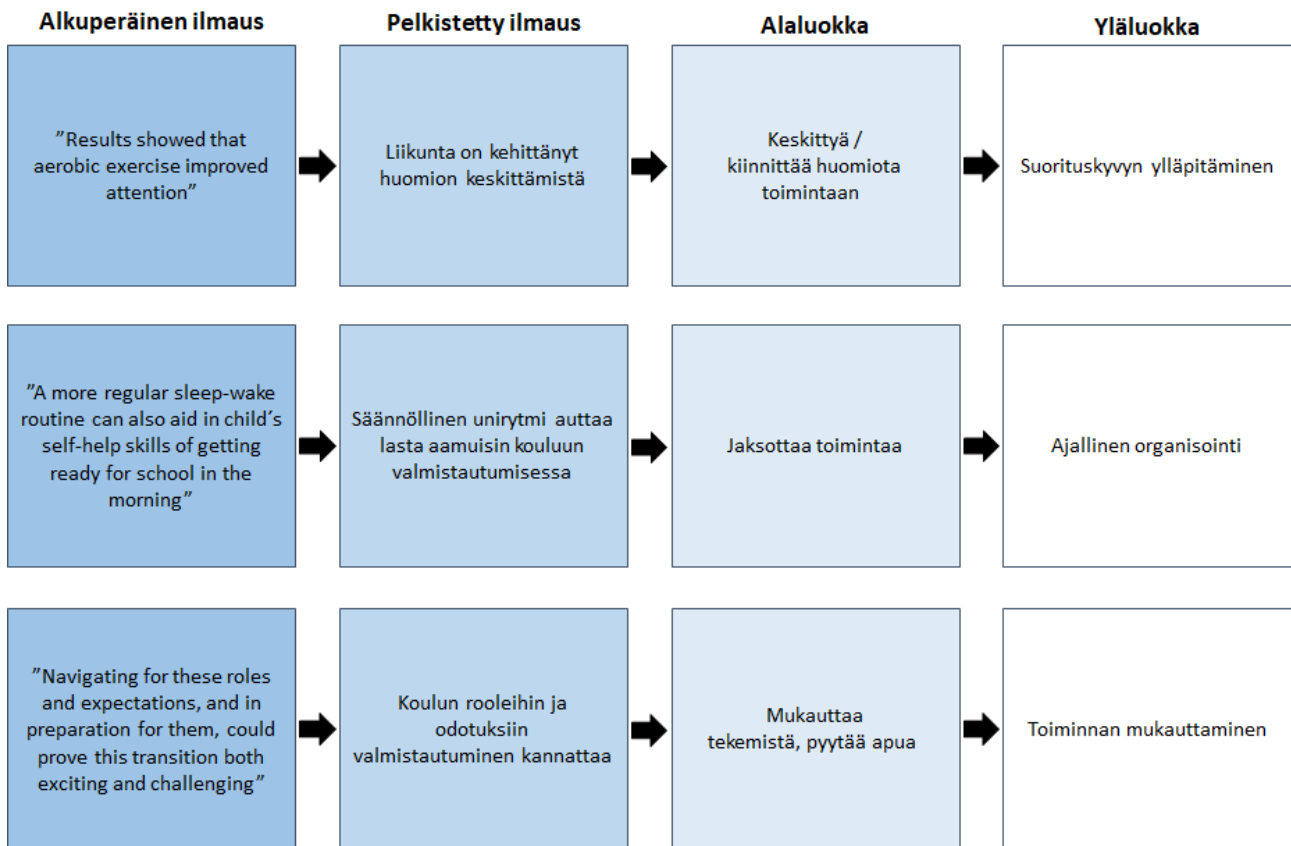 Alkuperäinen ilmaus
Pelkistetty ilmaus
Alaluokka
Yläluokka
”Results showed that
aerobic exercise improved
attention”
Liikunta on kehittänyt
huomion keskittämistä
Keskittyä /
kiinnittää huomiota
toimintaan
Suorituskyvyn ylläpitäminen
”A more regular sleep-wake
routine can also aid in child´s
self-help skills of getting
ready for school in the
morning”
Säännöllinen unirytmi auttaa
lasta aamuisin kouluun
valmistautumisessa
Jaksottaa toimintaa
Ajallinen organisointi
”Navigating for these roles
and expectations, and in
preparation for them, could
prove this transition both
exciting and challenging”
Koulun rooleihin ja
odotuksiin
valmistautuminen kannattaa
Mukauttaa
tekemistä, pyytää apua
Toiminnan mukauttaminen